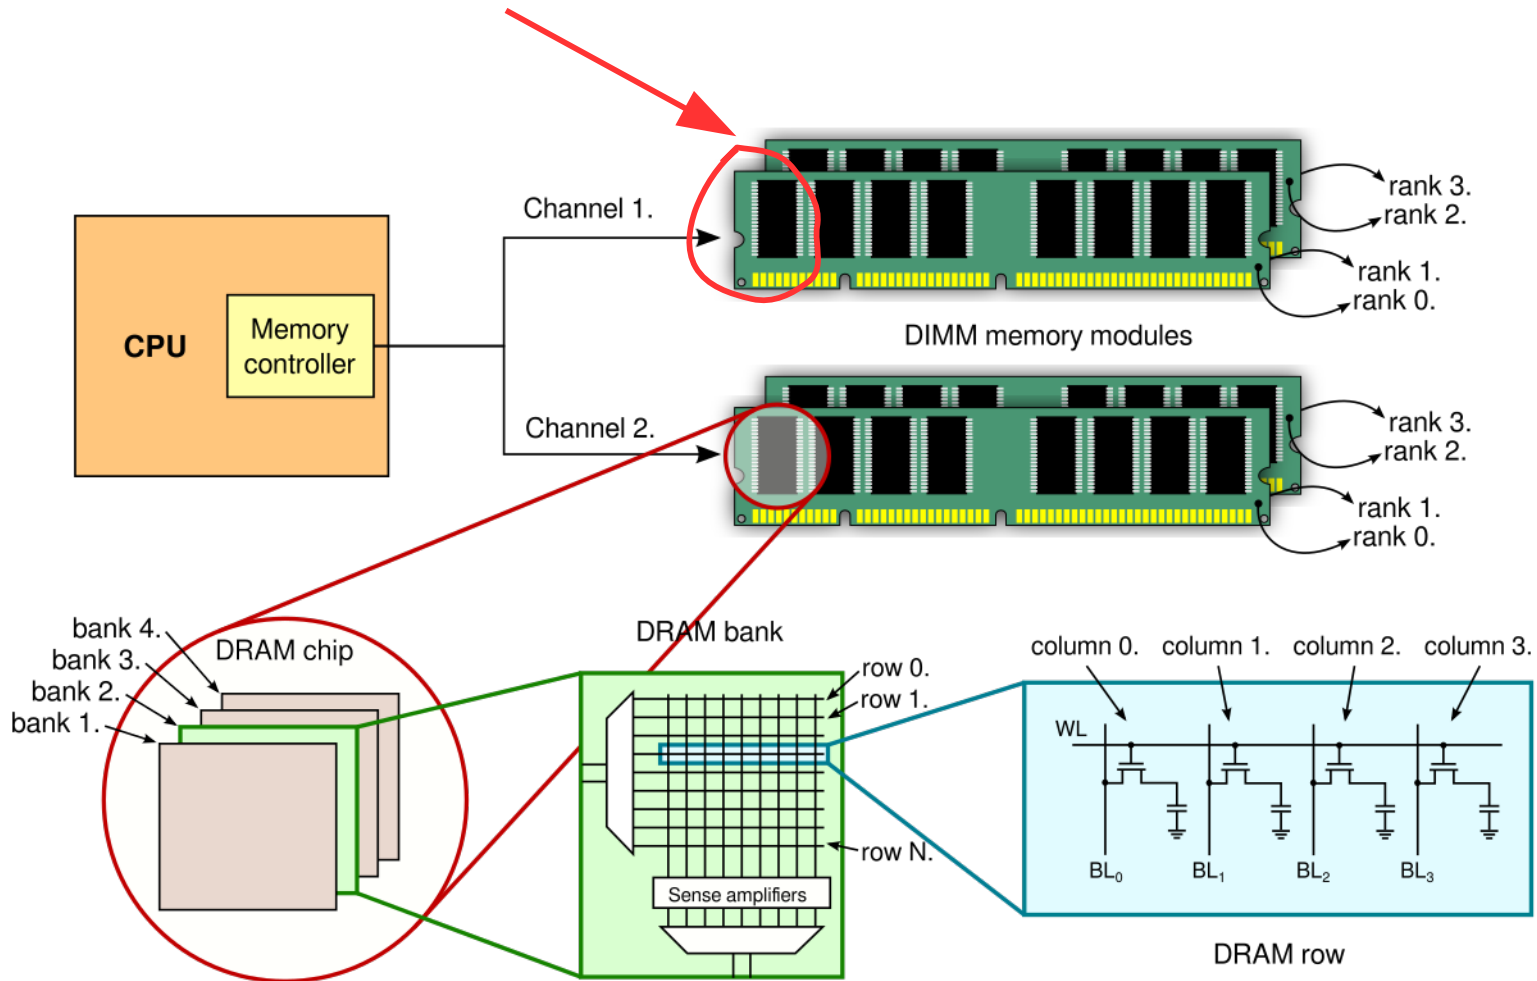 Channel 1.
rank 3.
rank 2.
rank 1.
rank 0.
CPU
Memory
controller
DIMM memory modules
Channel 2.
rank 3.
rank 2.
rank 1.
rank 0.
bank 4.
bank 3.
bank 2.
bank 1.
DRAM chip
DRAM bank
row 0.
row 1.
row N.
Sense amplifiers
column 0.
column 1.
column 2.
column 3.
WL
BL₀
BL₁
BL₂
BL₃
DRAM row